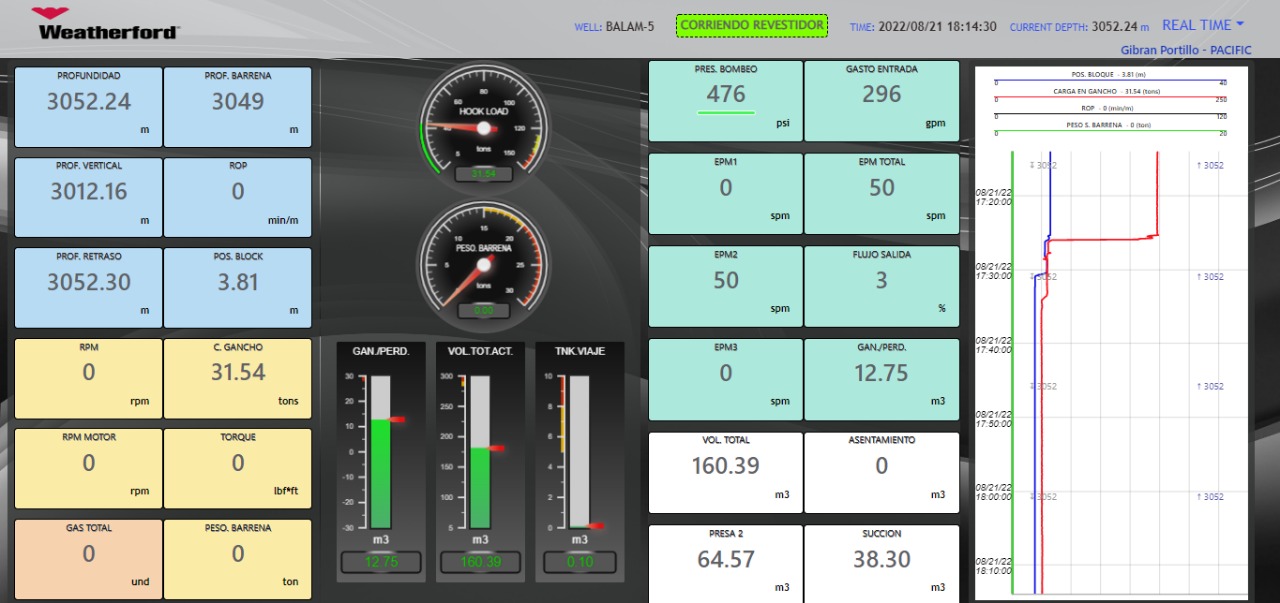 Weatherford
WELL: BALAM-5
CORRIENDO REVESTIDOR
TIME: 2022/08/21 18:14:30
CURRENT DEPTH: 3052.24 m
REAL TIME
Gibran Portillo - PACIFIC
PROFUNDIDAD
3052.24
m
PROF. BARRENA
3049
m
PROF. VERTICAL
3012.16
m
ROP
0
min/m
PROF. RETRASO
3052.30
m
POS. BLOCK
3.81
m
RPM
0
rpm
C. GANCHO
31.54
tons
RPM MOTOR
0
rpm
TORQUE
0
lbf*ft
GAS TOTAL
0
und
PESO. BARRENA
0
ton
5 40 60 80 100 120 150
HOOK LOAD
tons
31.54
5 10 15 20 25 30
PESO. BARRENA
tons
0.00
GAN./PERD.
30
20
10
0
-10
-20
-30
m3
12.75
VOL.TOT.ACT.
300
250
200
150
100
5
m3
160.39
TNK.VIAJE
10
8
6
4
2
0
m3
0.10
PRES. BOMBEO
476
psi
GASTO ENTRADA
296
gpm
EPM1
0
spm
EPM TOTAL
50
spm
EPM2
50
spm
FLUJO SALIDA
3
%
EPM3
0
spm
GAN./PERD.
12.75
m3
VOL. TOTAL
160.39
m3
ASENTAMIENTO
0
m3
PRESA 2
64.57
m3
SUCCION
38.30
m3
POS. BLOQUE - 3.81 (m)
0 40
CARGA EN GANCHO - 31.54 (tons)
0 250
ROP - 0 (min/m)
0 120
PESO S. BARRENA - 0 (ton)
0 20
↧ 3052 ↑ 3052
08/21/22
17:20:00
08/21/22
17:30:00
↧ 3052 ↑ 3052
08/21/22
17:40:00
↧ 3052 ↑ 3052
08/21/22
17:50:00
08/21/22
18:00:00
↧ 3052 ↑ 3052
08/21/22
18:10:00